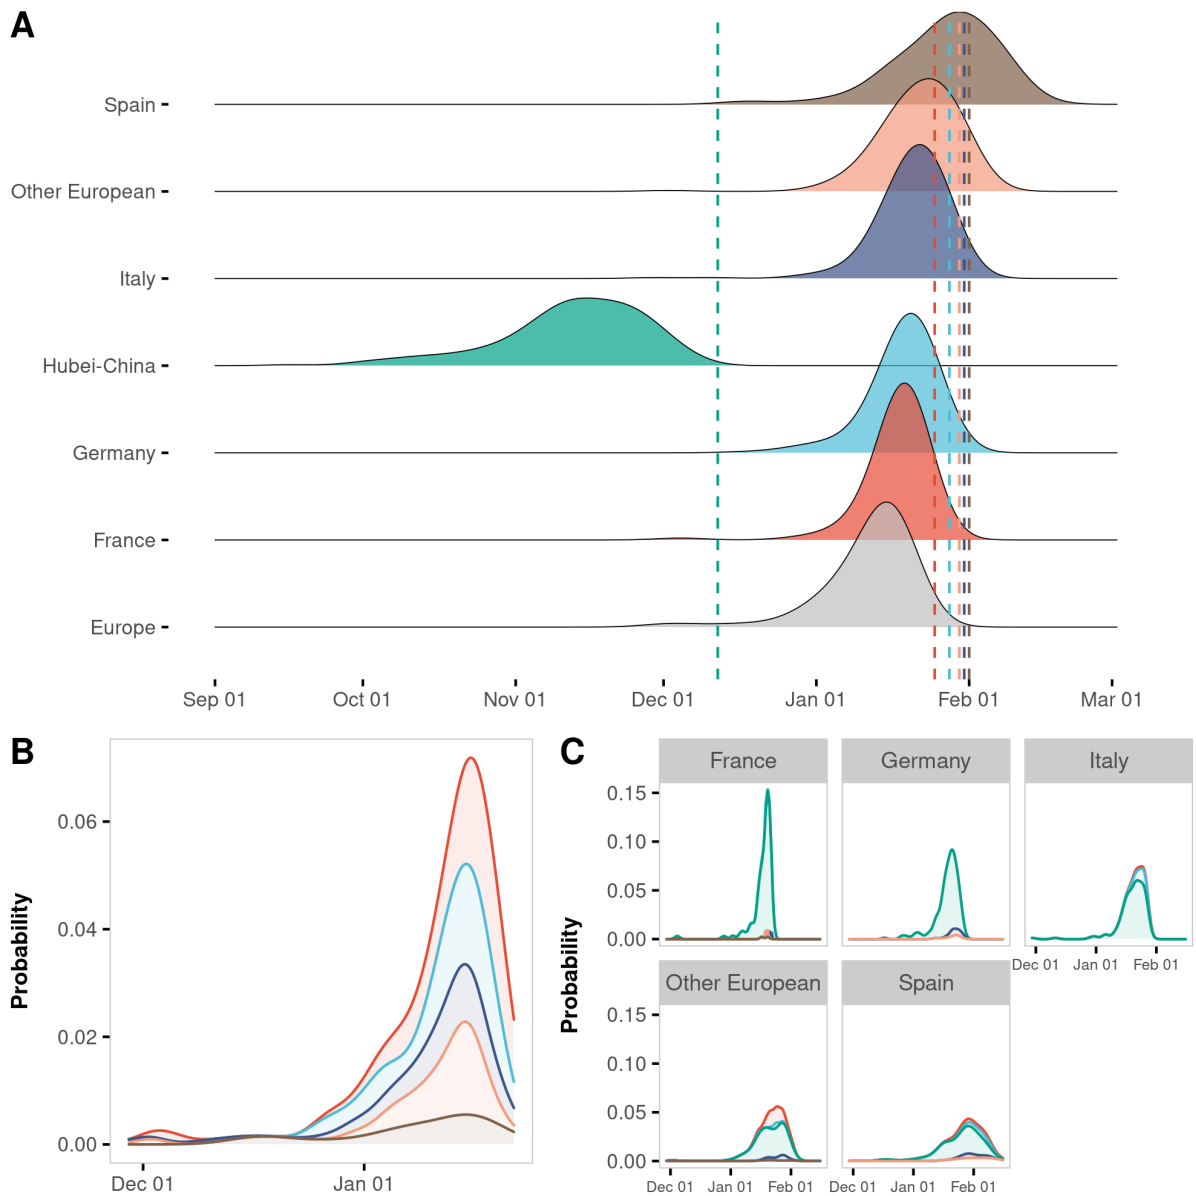 A
Spain
Other European
Italy
Hubei-China
Germany
France
Europe
Sep 01 Oct 01 Nov 01 Dec 01 Jan 01 Feb 01 Mar 01
B
Probability
0.06
0.04
0.02
0.00
Dec 01 Jan 01
C
Probability
France Germany Italy
0.15
0.10
0.05
0.00
Dec 01 Jan 01 Feb 01
Other European Spain
0.15
0.10
0.05
0.00
Dec 01 Jan 01 Feb 01 Dec 01 Jan 01 Feb 01